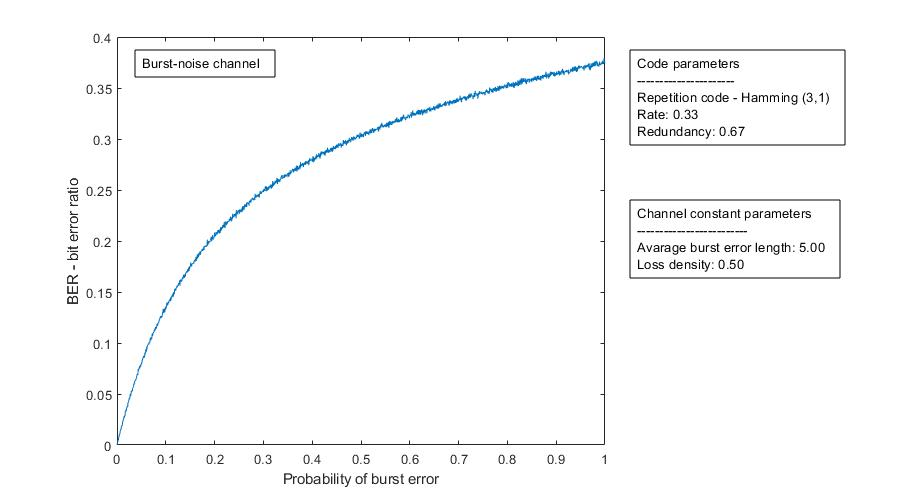 0.4
0.35
0.3
0.25
0.2
0.15
0.1
0.05
0
BER - bit error ratio
Burst-noise channel
0 0.1 0.2 0.3 0.4 0.5 0.6 0.7 0.8 0.9 1
Probability of burst error
Code parameters
-----------------------
Repetition code - Hamming (3,1)
Rate: 0.33
Redundancy: 0.67
Channel constant parameters
--------------------------
Avarage burst error length: 5.00
Loss density: 0.50